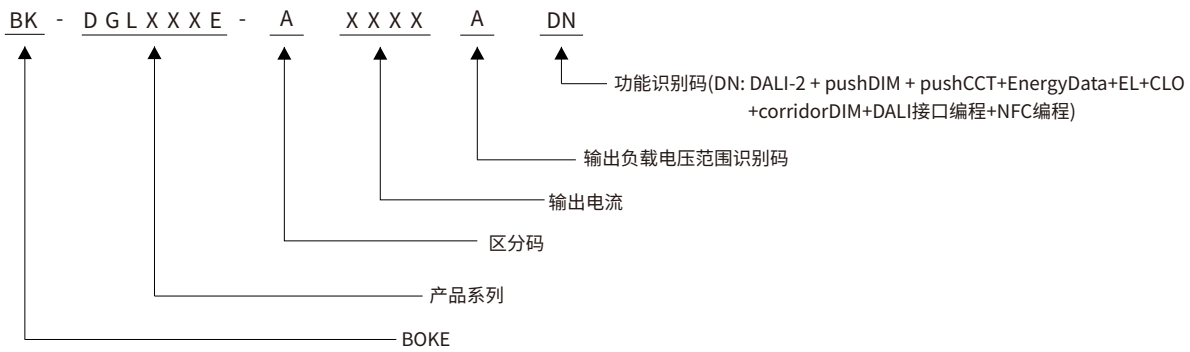 BK - DGLXXXE - A XXXX A DN
功能识别码(DN: DALI-2 + pushDIM + pushCCT+EnergyData+EL+CLO
+corridorDIM+DALI接口编程+NFC编程)
输出负载电压范围识别码
输出电流
区分码
产品系列
BOKE